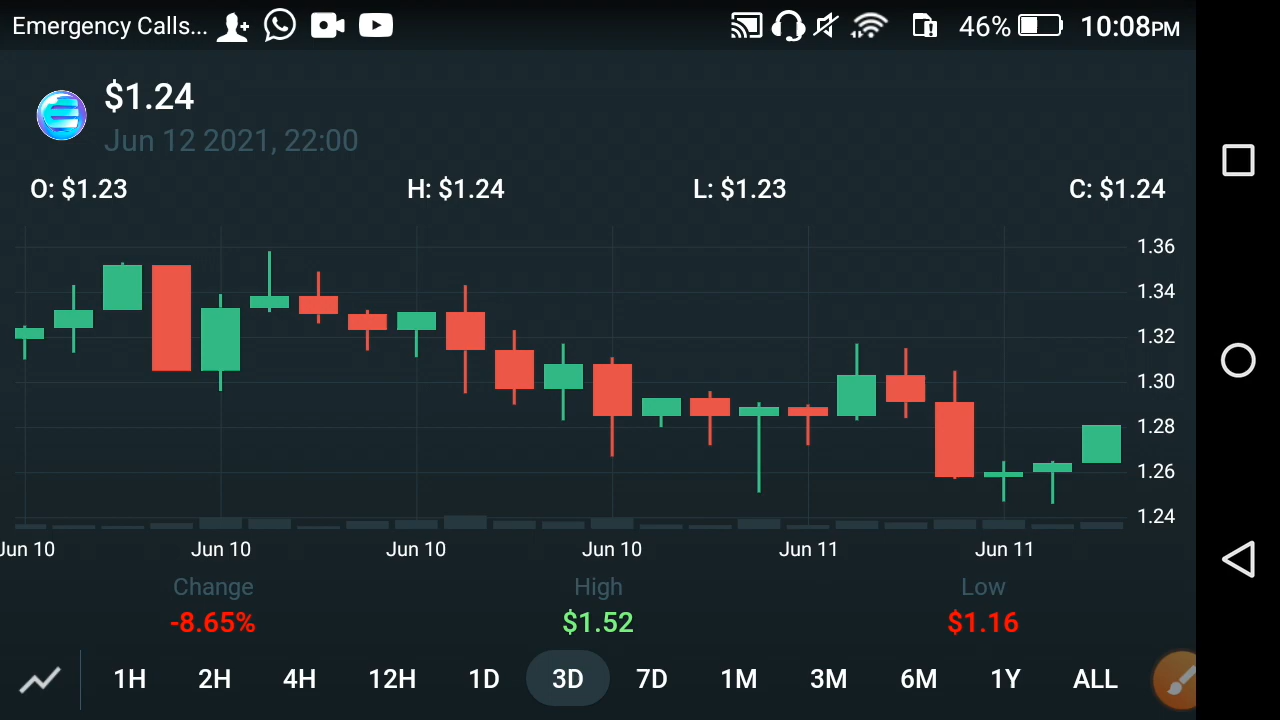 Emergency Calls... 46% 10:08PM
$1.24
Jun 12 2021, 22:00
O: $1.23 H: $1.24 L: $1.23 C: $1.24
1.36
1.34
1.32
1.30
1.28
1.26
1.24
Jun 10 Jun 10 Jun 10 Jun 10 Jun 11 Jun 11
Change High Low
-8.65% $1.52 $1.16
1H 2H 4H 12H 1D 3D 7D 1M 3M 6M 1Y ALL